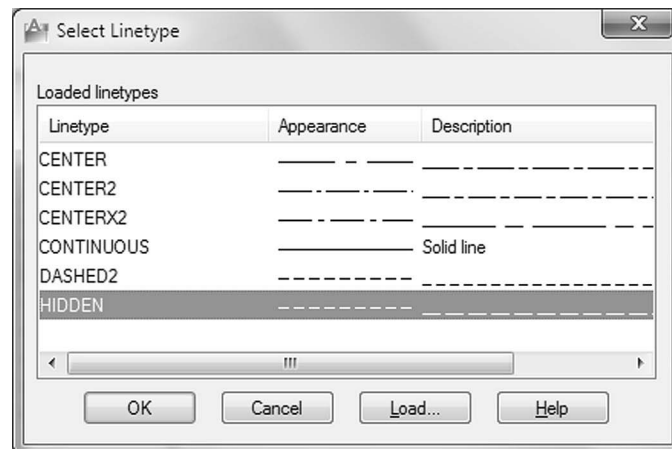 Select Linetype
Loaded linetypes
Linetype Appearance Description
CENTER
CENTER2
CENTERX2
CONTINUOUS Solid line
DASHED2
HIDDEN
OK Cancel Load... Help